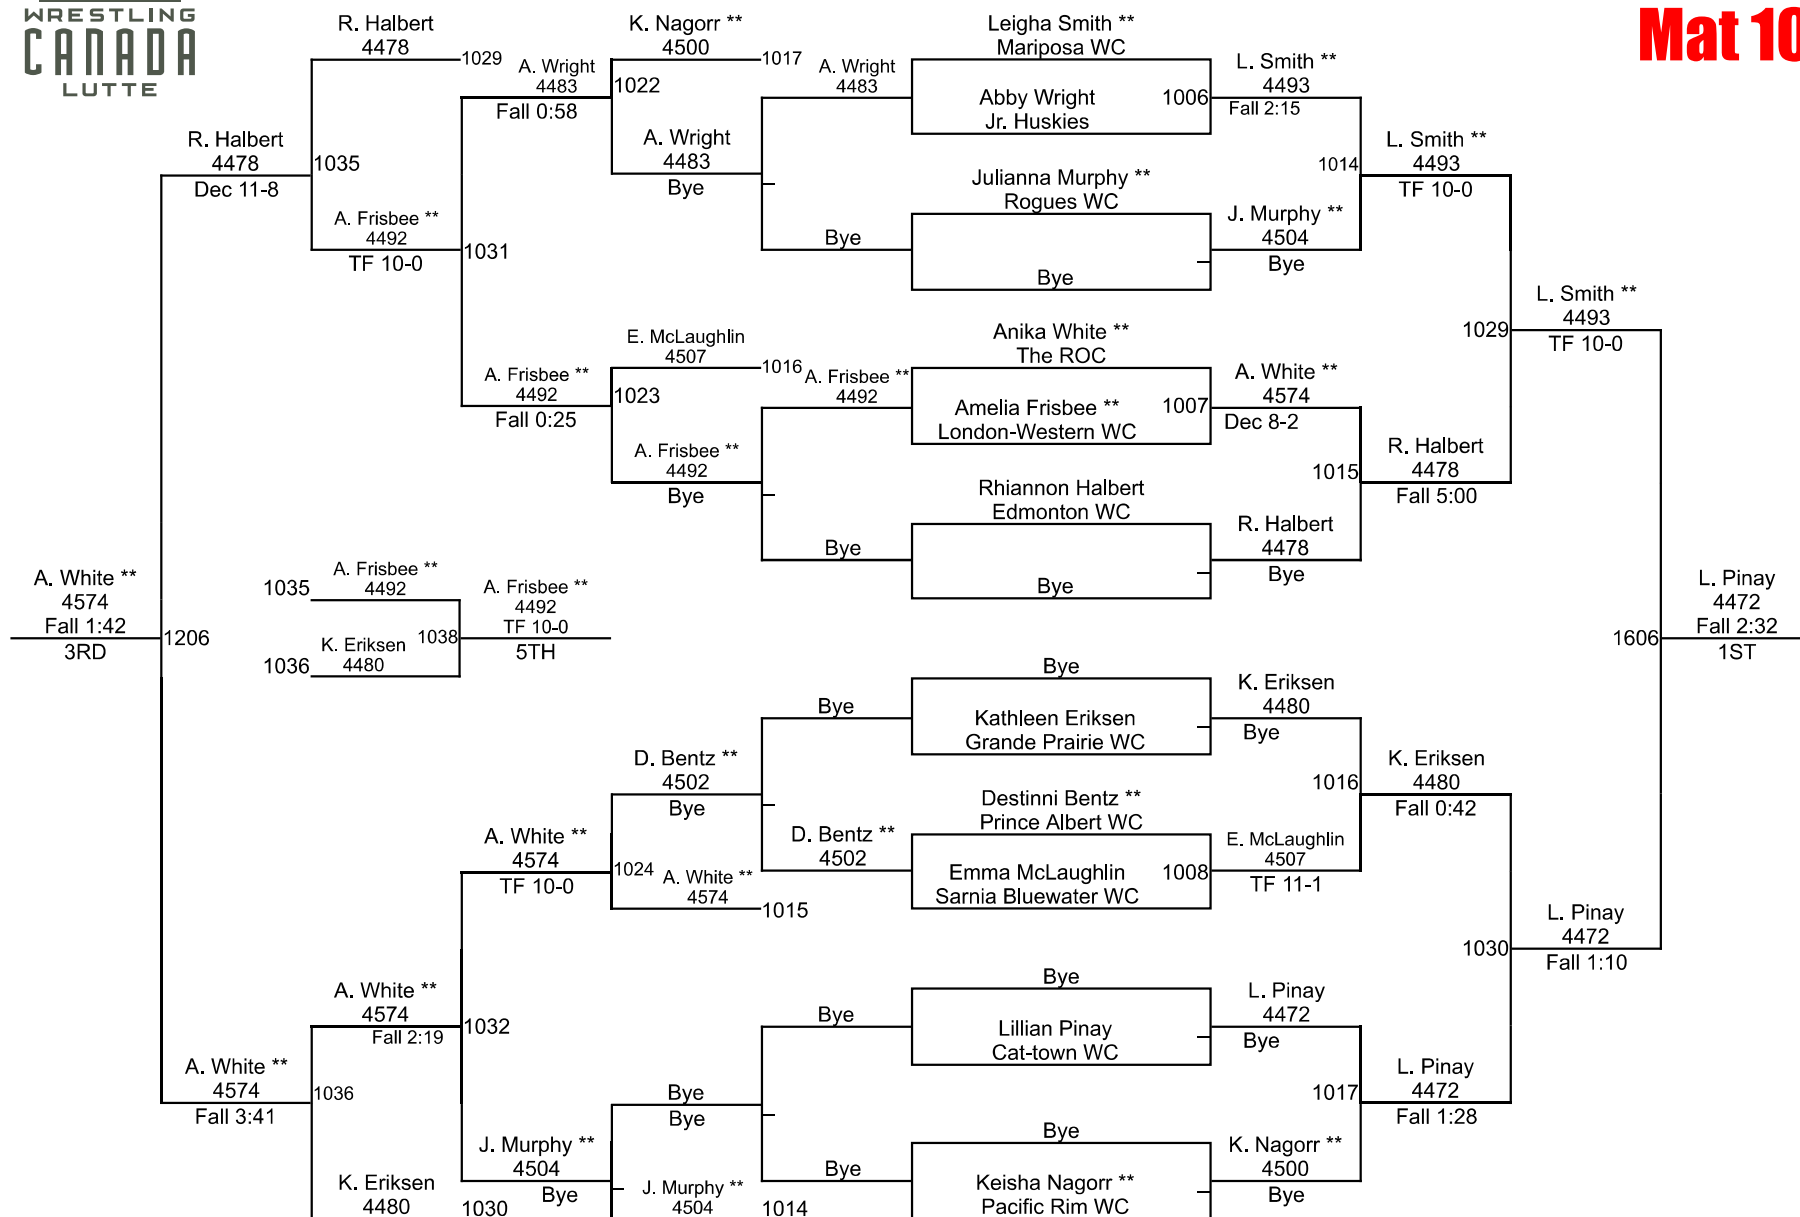 WRESTLING
CANADA
LUTTE
Mat 10
R. Halbert
4478
1029
K. Nagorr **
4500
1017
Leigha Smith **
Mariposa WC
A. Wright
4483
Fall 0:58
1022
A. Wright
4483
Abby Wright
Jr. Huskies
1006
L. Smith **
4493
Fall 2:15
R. Halbert
4478
Dec 11-8
1035
A. Wright
4483
Bye
Julianna Murphy **
Rogues WC
1014
L. Smith **
4493
TF 10-0
A. Frisbee **
4492
TF 10-0
1031
Bye
Bye
J. Murphy **
4504
Bye
L. Smith **
4493
TF 10-0
1029
E. McLaughlin
4507
1016
Anika White **
The ROC
A. Frisbee **
4492
Fall 0:25
1023
A. Frisbee **
4492
Amelia Frisbee **
London-Western WC
1007
A. White **
4574
Dec 8-2
A. Frisbee **
4492
Bye
Rhiannon Halbert
Edmonton WC
1015
R. Halbert
4478
Fall 5:00
Bye
Bye
R. Halbert
4478
Bye
A. White **
4574
Fall 1:42
3RD
1206
1035
A. Frisbee **
4492
1036
K. Eriksen
4480
1038
A. Frisbee **
4492
TF 10-0
5TH
1606
L. Pinay
4472
Fall 2:32
1ST
Bye
Bye
Kathleen Eriksen
Grande Prairie WC
K. Eriksen
4480
Bye
D. Bentz **
4502
Bye
Destinni Bentz **
Prince Albert WC
1016
K. Eriksen
4480
Fall 0:42
A. White **
4574
TF 10-0
1024
A. White **
4574
1015
D. Bentz **
4502
Emma McLaughlin
Sarnia Bluewater WC
1008
E. McLaughlin
4507
TF 11-1
1030
L. Pinay
4472
Fall 1:10
A. White **
4574
Fall 2:19
1032
Bye
Bye
Lillian Pinay
Cat-town WC
L. Pinay
4472
Bye
A. White **
4574
Fall 3:41
1036
Bye
Bye
1017
L. Pinay
4472
Fall 1:28
J. Murphy **
4504
Bye
Bye
Bye
Keisha Nagorr **
Pacific Rim WC
K. Nagorr **
4500
Bye
K. Eriksen
4480
1030
J. Murphy **
4504
1014